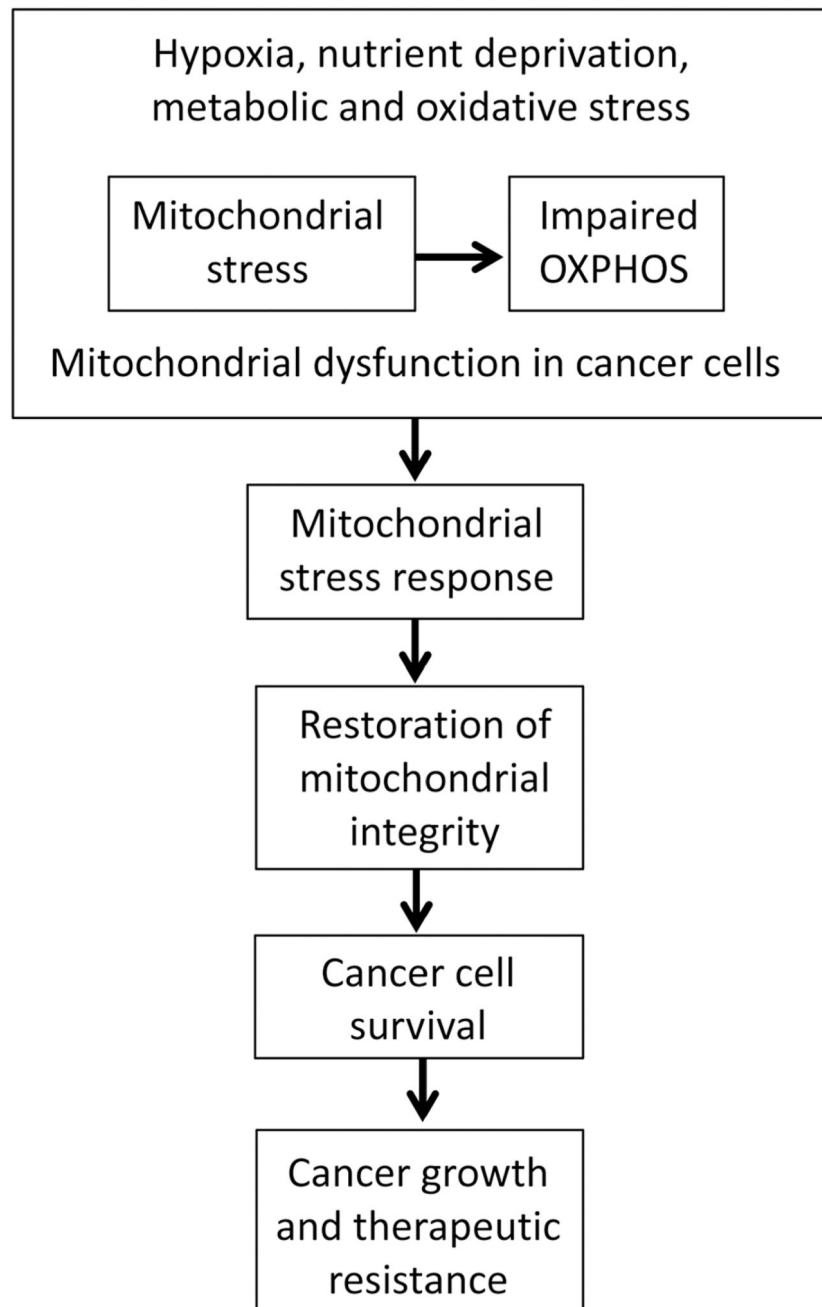 Hypoxia, nutrient deprivation,
metabolic and oxidative stress
Mitochondrial
stress
Impaired
OXPHOS
Mitochondrial dysfunction in cancer cells
Mitochondrial
stress response
Restoration of
mitochondrial
integrity
Cancer cell
survival
Cancer growth
and therapeutic
resistance